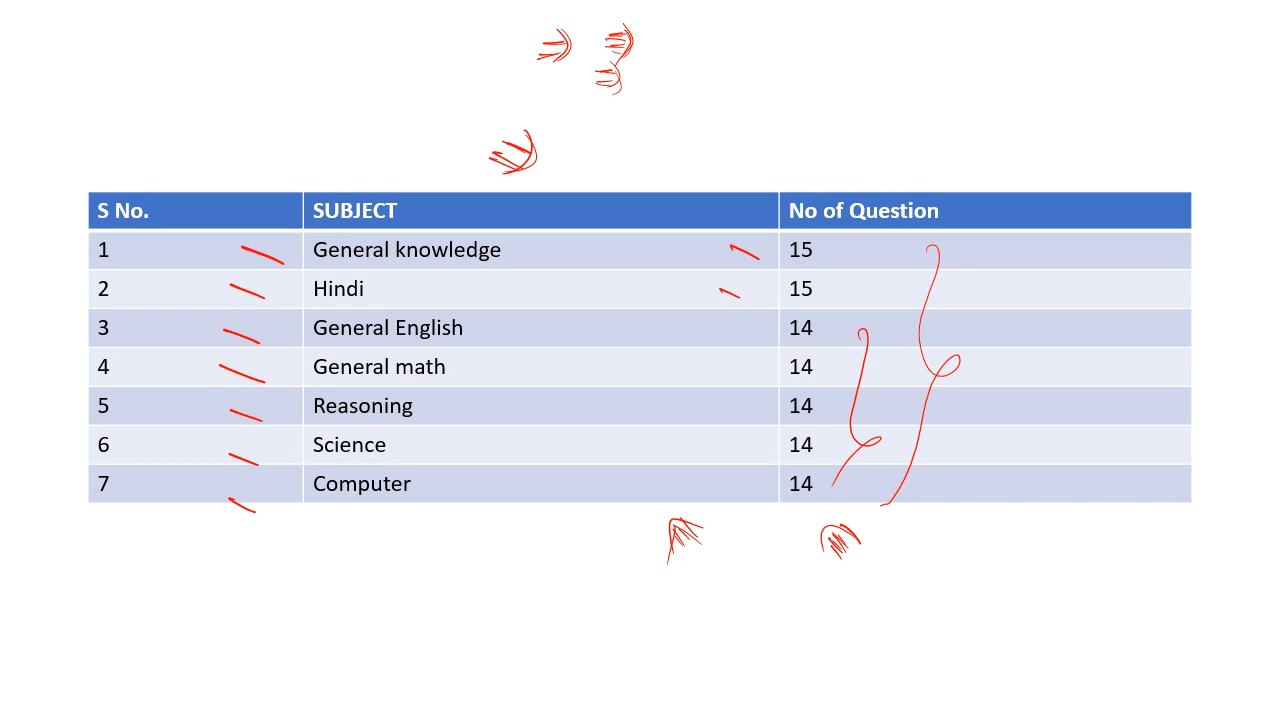 S No. SUBJECT No of Question
1 General knowledge 15
2 Hindi 15
3 General English 14
4 General math 14
5 Reasoning 14
6 Science 14
7 Computer 14